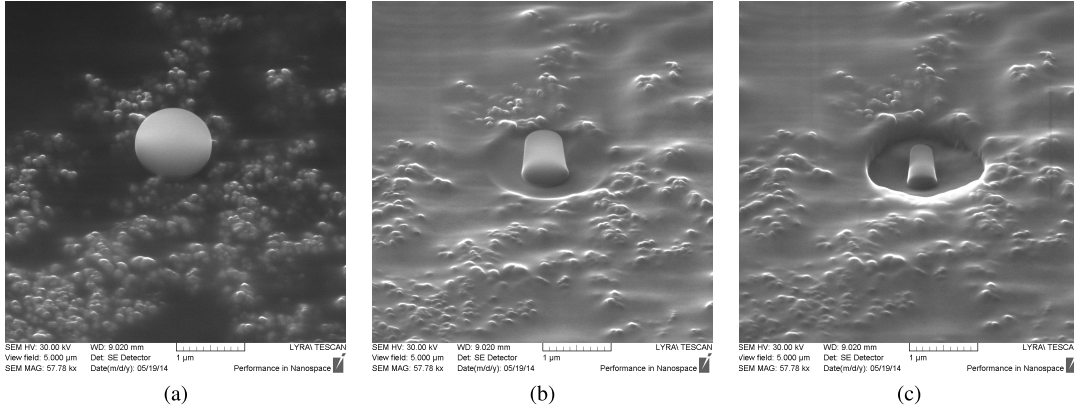 SEM HV: 30.00 kV WD: 9.020 mm LYRA\ TESCAN
View field: 5.000 µm Det: SE Detector 1 µm
SEM MAG: 57.78 kx Date(m/d/y): 05/19/14 Performance in Nanospace
(a)
SEM HV: 30.00 kV WD: 9.020 mm LYRA\ TESCAN
View field: 5.000 µm Det: SE Detector 1 µm
SEM MAG: 57.78 kx Date(m/d/y): 05/19/14 Performance in Nanospace
(b)
SEM HV: 30.00 kV WD: 9.020 mm LYRA\ TESCAN
View field: 5.000 µm Det: SE Detector 1 µm
SEM MAG: 57.78 kx Date(m/d/y): 05/19/14 Performance in Nanospace
(c)